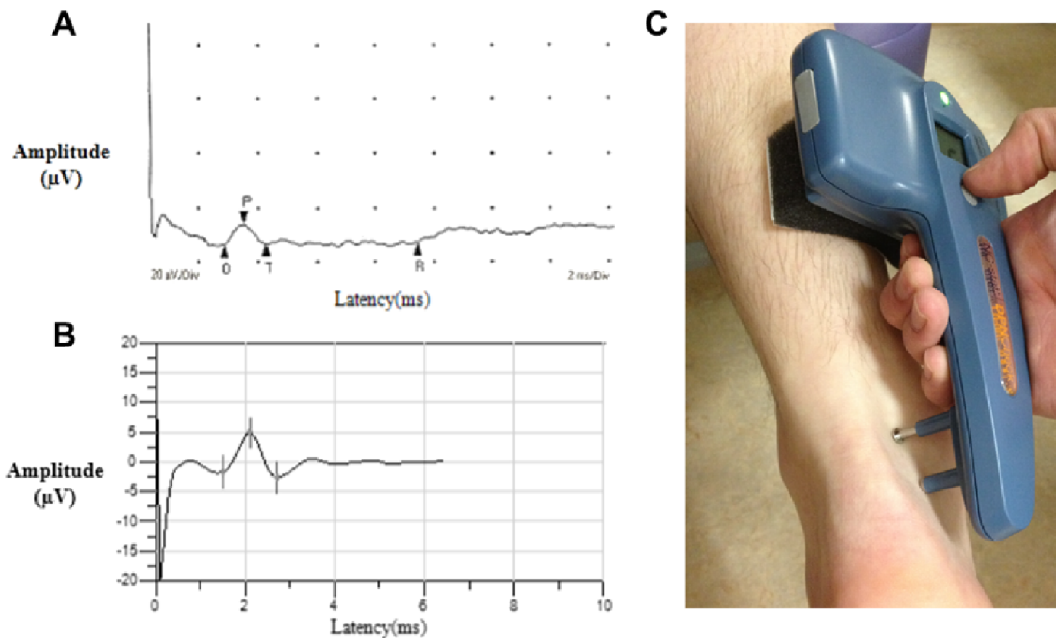 A
Amplitude
(µV)
P
O
T
R
20 µV/Div
2 ms/Div
Latency(ms)
B
20
15
10
5
0
-5
-10
-15
-20
Amplitude
(µV)
0
2
4
6
8
10
Latency(ms)
C